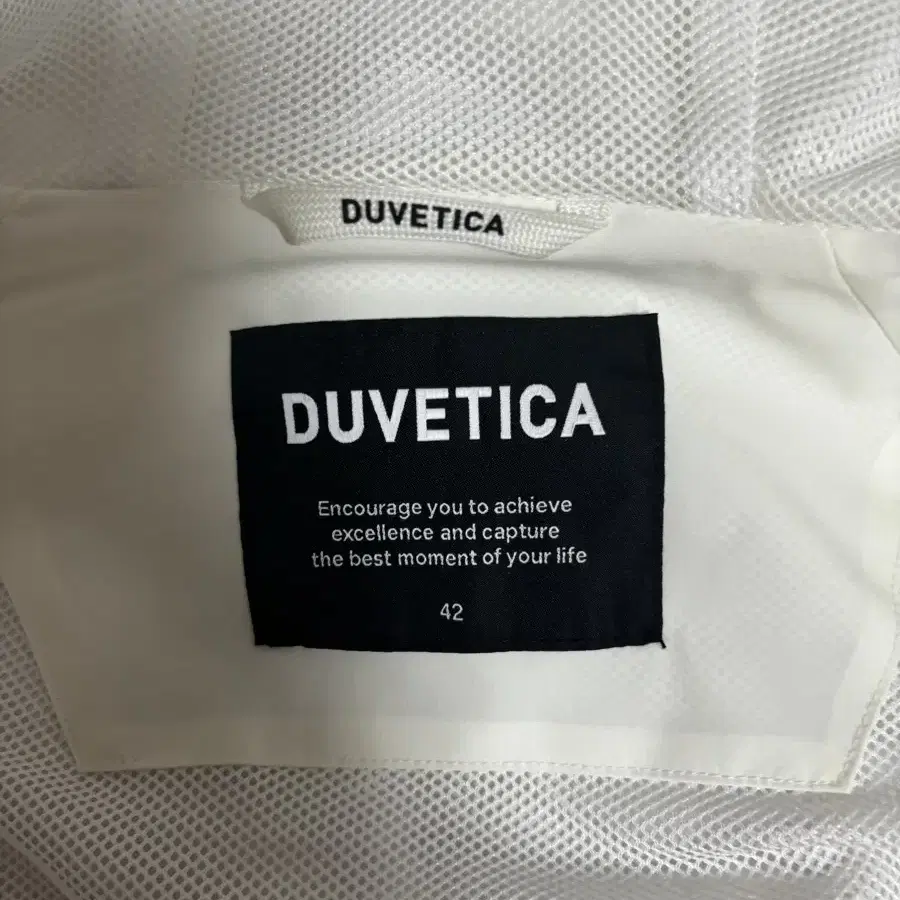 DUVETICA
DUVETICA
Encourage you to achieve
excellence and capture
the best moment of your life
42